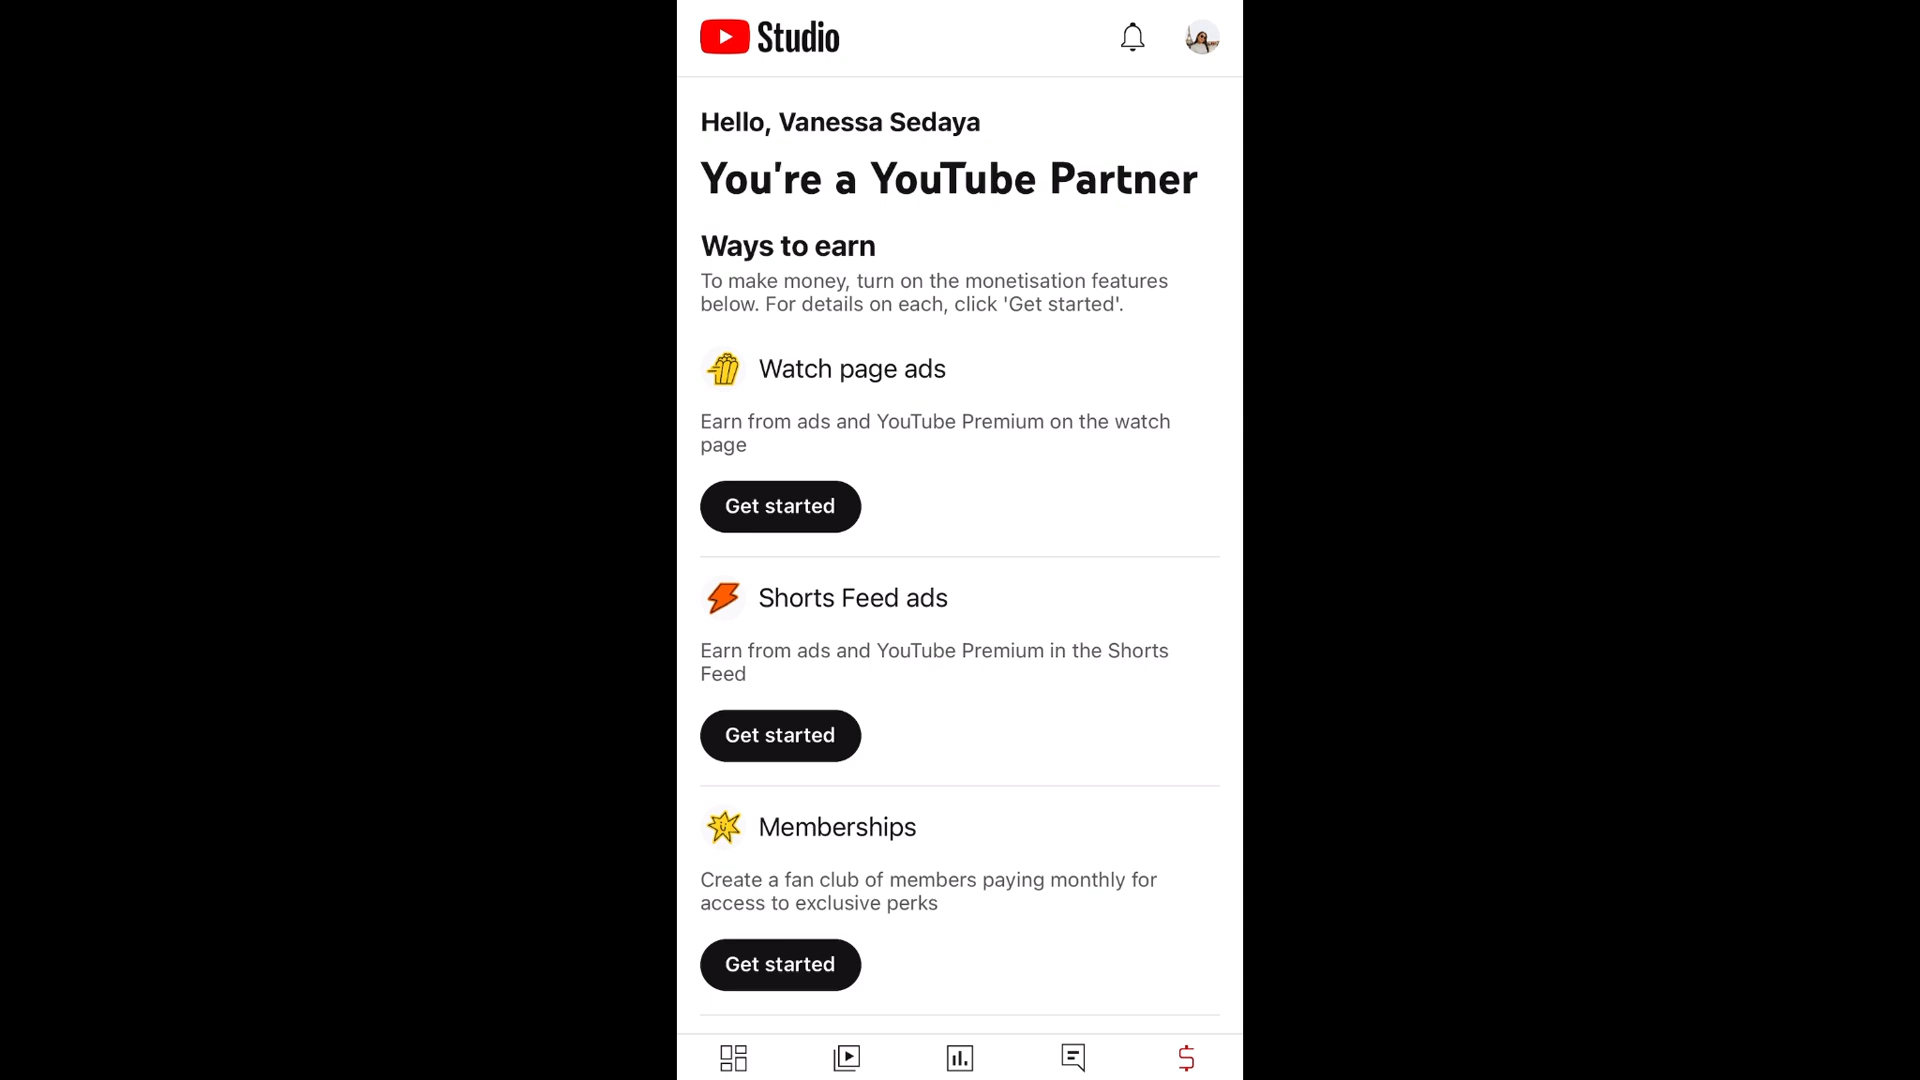 Studio
Hello, Vanessa Sedaya
You're a YouTube Partner
Ways to earn
To make money, turn on the monetisation features
below. For details on each, click 'Get started'.
Watch page ads
Earn from ads and YouTube Premium on the watch
page
Get started
Shorts Feed ads
Earn from ads and YouTube Premium in the Shorts
Feed
Get started
Memberships
Create a fan club of members paying monthly for
access to exclusive perks
Get started